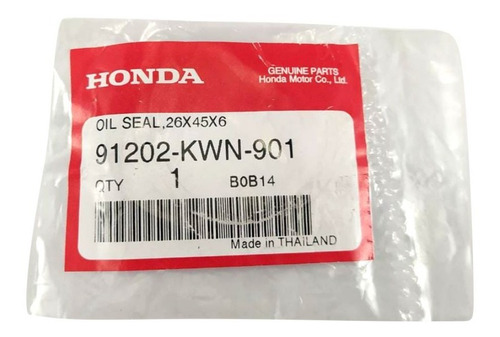 HONDA
GENUINE PARTS
Honda Motor Co., Ltd.
OIL SEAL,26X45X6
91202-KWN-901
QTY 1 B0B14
Made in THAILAND